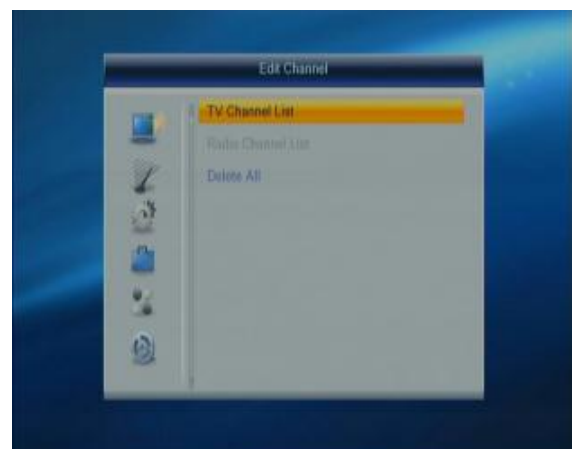 Edit Channel
TV Channel List
Radio Channel List
Delete All